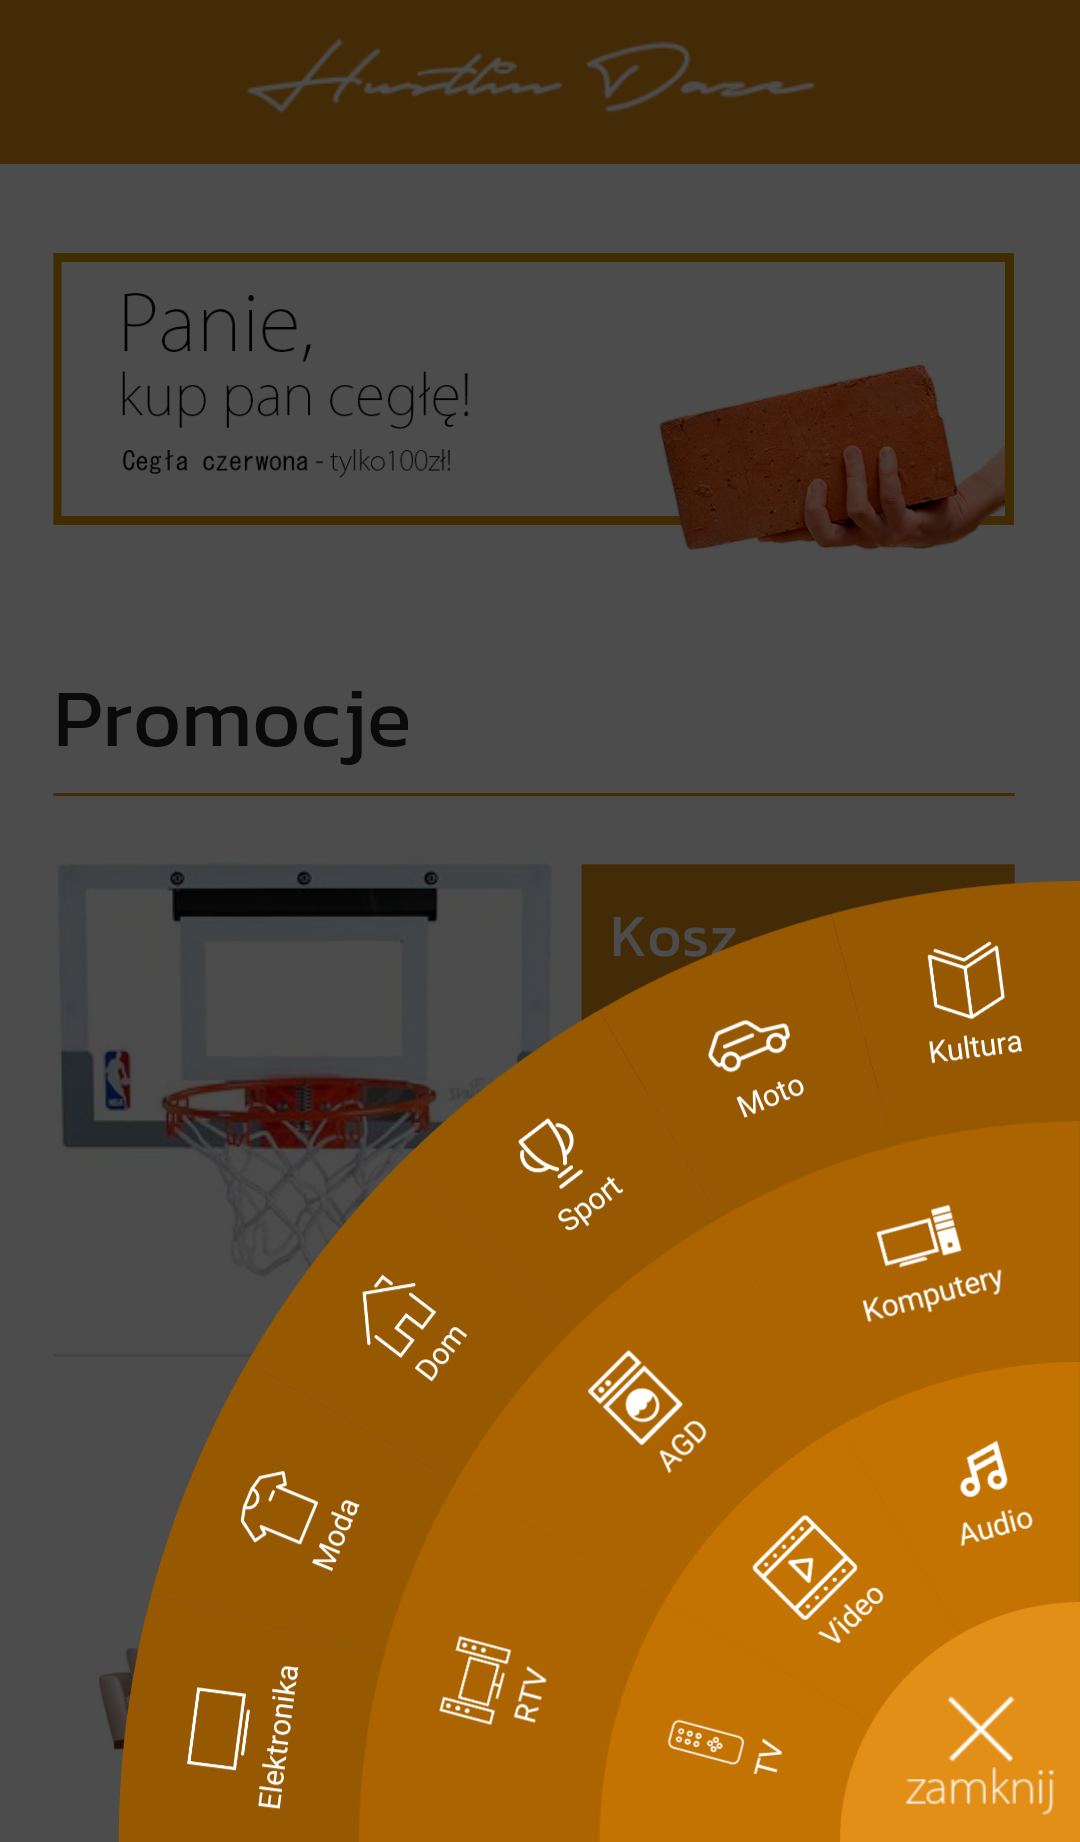 Hustlin Daze
Panie,
kup pan cegłę!
Cegła czerwona - tylko100zł!
Promocje
Kosz
NBA
Kultura
Moto
Sport
Dom
Moda
Elektronika
Komputery
AGD
RTV
Audio
Video
TV
zamknij